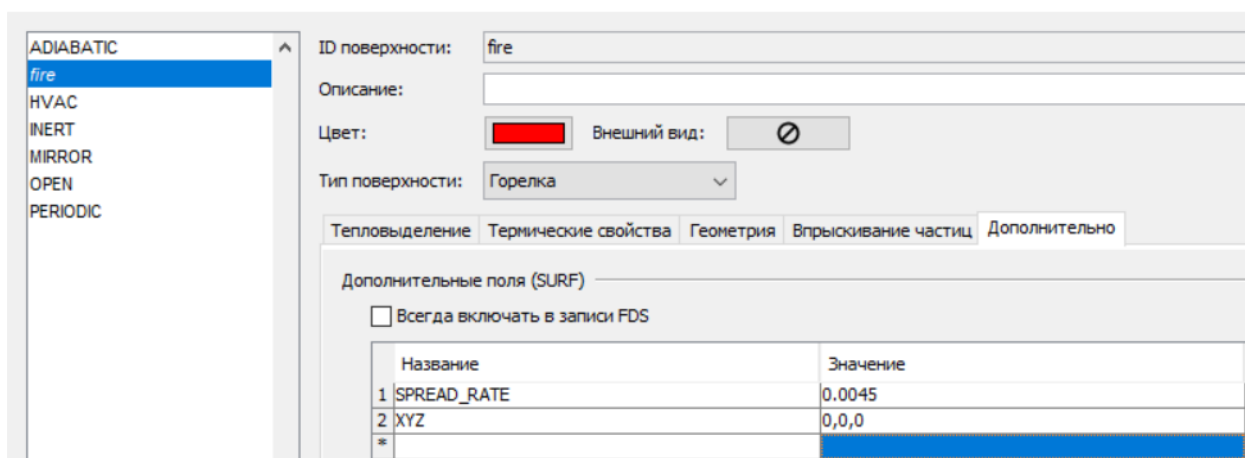 ADIABATIC
fire
HVAC
INERT
MIRROR
OPEN
PERIODIC
ID поверхности: fire
Описание:
Цвет: Внешний вид:
Тип поверхности: Горелка
Тепловыделение Термические свойства Геометрия Впрыскивание частиц Дополнительно
Дополнительные поля (SURF)
Всегда включать в записи FDS
Название Значение
1 SPREAD_RATE 0.0045
2 XYZ 0,0,0
*